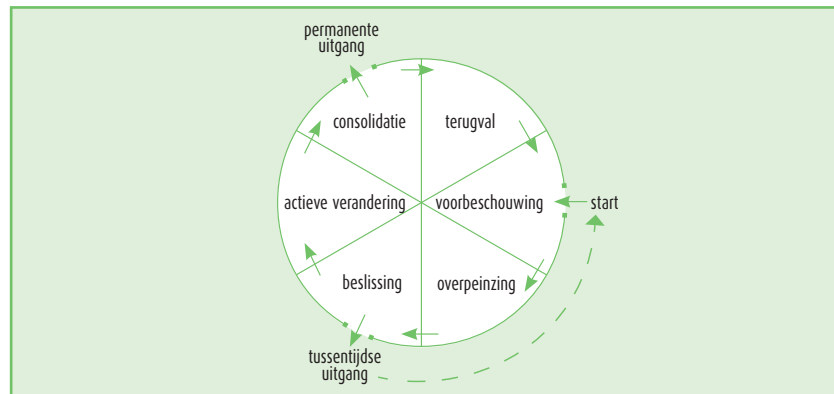 permanente
uitgang
consolidatie
terugval
actieve verandering
voorbeschouwing
start
beslissing
overpeinzing
tussentijdse
uitgang